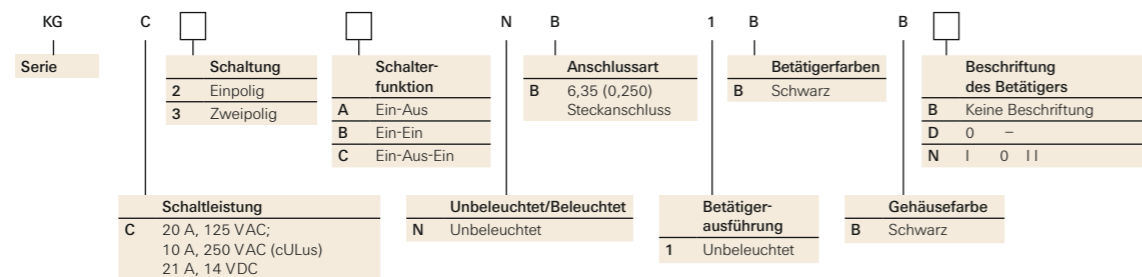 KG C N B 1 B B
Serie
Schaltung
2 Einpolig
3 Zweipolig
Schalter-
funktion
A Ein-Aus
B Ein-Ein
C Ein-Aus-Ein
Anschlussart
B 6,35 (0,250)
Steckanschluss
Betätigerfarben
B Schwarz
Beschriftung
des Betätigers
B Keine Beschriftung
D 0 –
N I 0 II
Schaltleistung
C 20 A, 125 VAC;
10 A, 250 VAC (cULus)
21 A, 14 VDC
Unbeleuchtet/Beleuchtet
N Unbeleuchtet
Betätiger-
ausführung
1 Unbeleuchtet
Gehäusefarbe
B Schwarz